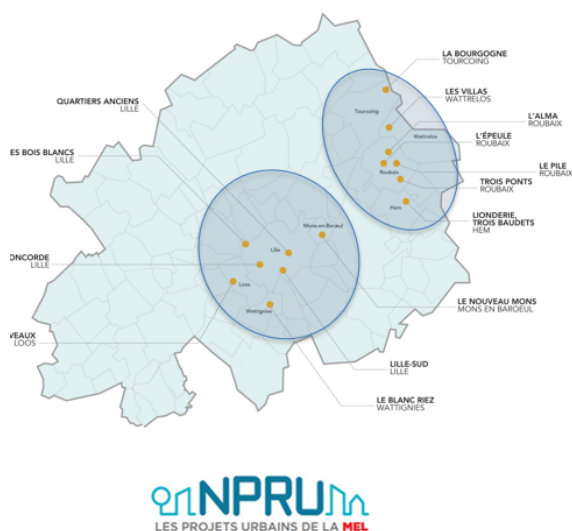 LA BOURGOGNE
TOURCOING
LES VILLAS
WATTRELOS
L'ALMA
ROUBAIX
L'ÉPEULE
ROUBAIX
LE PILE
ROUBAIX
TROIS PONTS
ROUBAIX
LIONDERIE,
TROIS BAUDETS
HEM
QUARTIERS ANCIENS
LILLE
ES BOIS BLANCS
LILLE
ONCORDE
LILLE
VEAUX
LOOS
Tourcoing
Wattrelos
Roubaix
Hem
Mons-en-Baroeul
Lille
Loos
Wattignies
LE NOUVEAU MONS
MONS EN BAROEUL
LILLE-SUD
LILLE
LE BLANC RIEZ
WATTIGNIES
NPRU
LES PROJETS URBAINS DE LA MEL